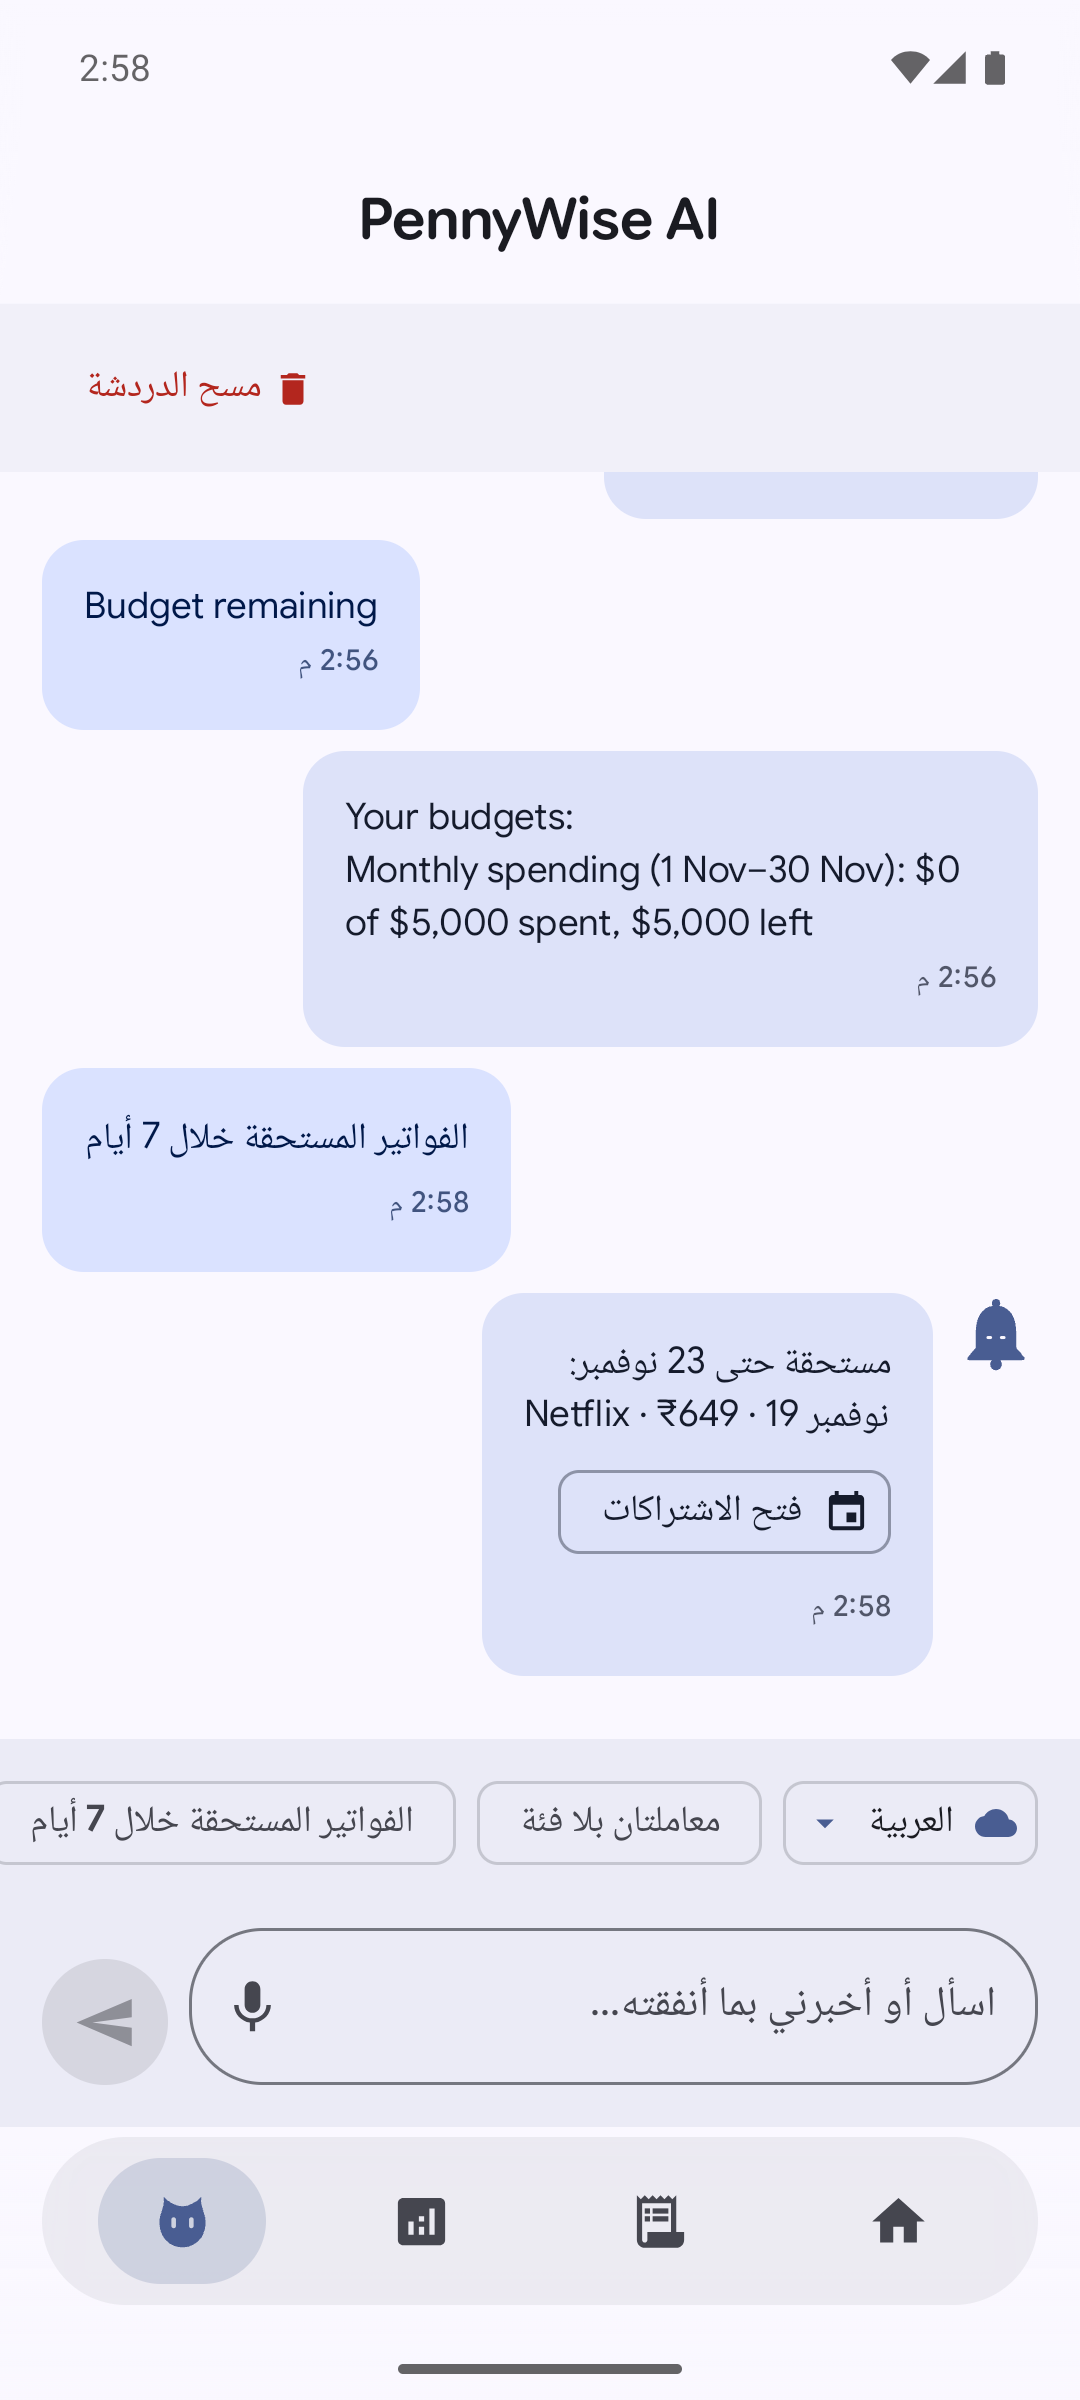 2:58
PennyWise AI
مسح الدردشة
Budget remaining
2:56 م
Your budgets:
Monthly spending (1 Nov–30 Nov): $0
of $5,000 spent, $5,000 left
2:56 م
الفواتير المستحقة خلال 7 أيام
2:58 م
مستحقة حتى 23 نوفمبر:
Netflix · ₹649 · 19 نوفمبر
فتح الاشتراكات
2:58 م
العربية
معاملتان بلا فئة
الفواتير المستحقة خلال 7 أيام
اسأل أو أخبرني بما أنفقته...